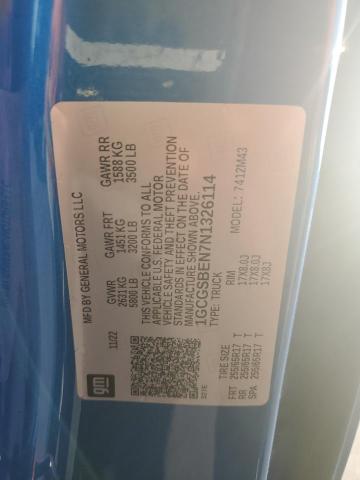 MFD BY GENERAL MOTORS LLC
11/22
GVWR
2631 KG
5800 LB
GAWR FRT
1451 KG
3200 LB
GAWR RR
1588 KG
3500 LB
THIS VEHICLE CONFORMS TO ALL
APPLICABLE U.S. FEDERAL MOTOR
VEHICLE SAFETY AND THEFT PREVENTION
STANDARDS IN EFFECT ON THE DATE OF
MANUFACTURE SHOWN ABOVE.
1GCGSBEN7N1326114
TYPE: TRUCK
MODEL: 7412M43
gm
TIRE SIZE RIM
FRT 255/65R17 T 17X8.0J
RR 255/65R17 T 17X8.0J
SPA 255/65R17 T 17X8.0J